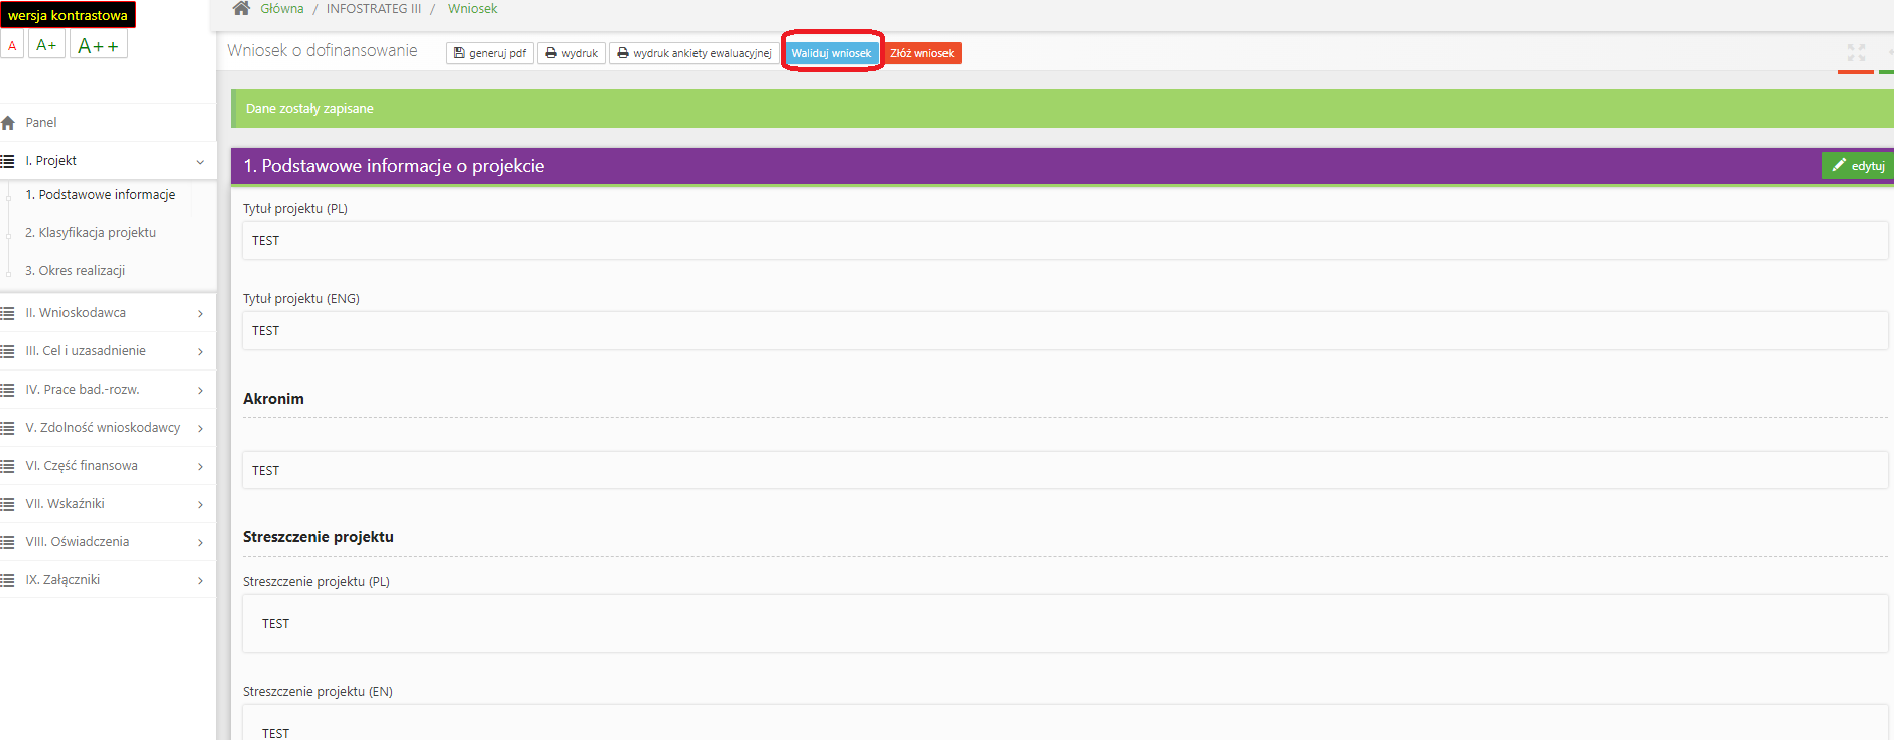 wersja kontrastowa
A A+ A++
Główna / INFOSTRATEG III / Wniosek
Wniosek o dofinansowanie
generuj pdf
wydruk
wydruk ankiety ewaluacyjnej
Waliduj wniosek
Złóż wniosek
Panel
I. Projekt
1. Podstawowe informacje
2. Klasyfikacja projektu
3. Okres realizacji
II. Wnioskodawca
III. Cel i uzasadnienie
IV. Prace bad.-rozw.
V. Zdolność wnioskodawcy
VI. Część finansowa
VII. Wskaźniki
VIII. Oświadczenia
IX. Załączniki
Dane zostały zapisane
1. Podstawowe informacje o projekcie
edytuj
Tytuł projektu (PL)
TEST
Tytuł projektu (ENG)
TEST
Akronim
TEST
Streszczenie projektu
Streszczenie projektu (PL)
TEST
Streszczenie projektu (EN)
TEST